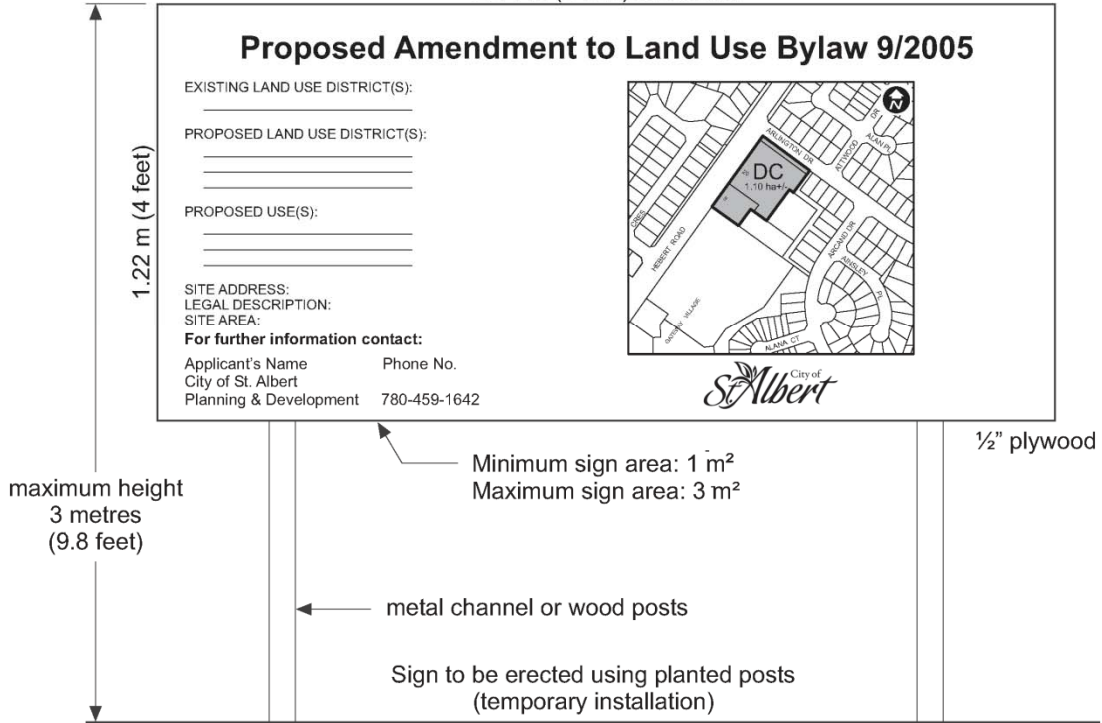 Proposed Amendment to Land Use Bylaw 9/2005
EXISTING LAND USE DISTRICT(S):
PROPOSED LAND USE DISTRICT(S):
PROPOSED USE(S):
SITE ADDRESS:
LEGAL DESCRIPTION:
SITE AREA:
For further information contact:
Applicant's Name Phone No.
City of St. Albert
Planning & Development 780-459-1642
N
ARLINGTON DR
ATTWOOD DR
ALAN PL
DC
1.10 ha+/-
CRES
HEBERT ROAD
ARCAND DR
AINSLEY PL
GATEWAY VILLAGE
ALANA CT
City of
St. Albert
1.22 m (4 feet)
½" plywood
Minimum sign area: 1 m²
Maximum sign area: 3 m²
maximum height
3 metres
(9.8 feet)
metal channel or wood posts
Sign to be erected using planted posts
(temporary installation)